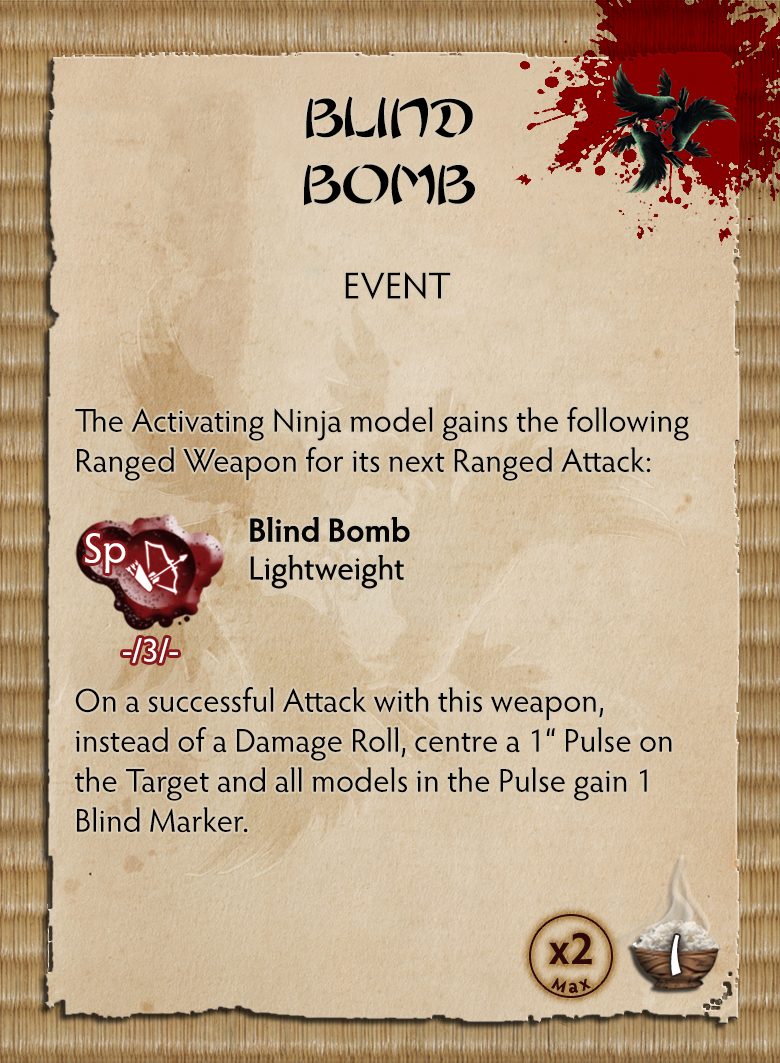 BLIND
BOMB
EVENT
The Activating Ninja model gains the following
Ranged Weapon for its next Ranged Attack:
Sp
Blind Bomb
Lightweight
-/3/-
On a successful Attack with this weapon,
instead of a Damage Roll, centre a 1“ Pulse on
the Target and all models in the Pulse gain 1
Blind Marker.
x2
Max
1